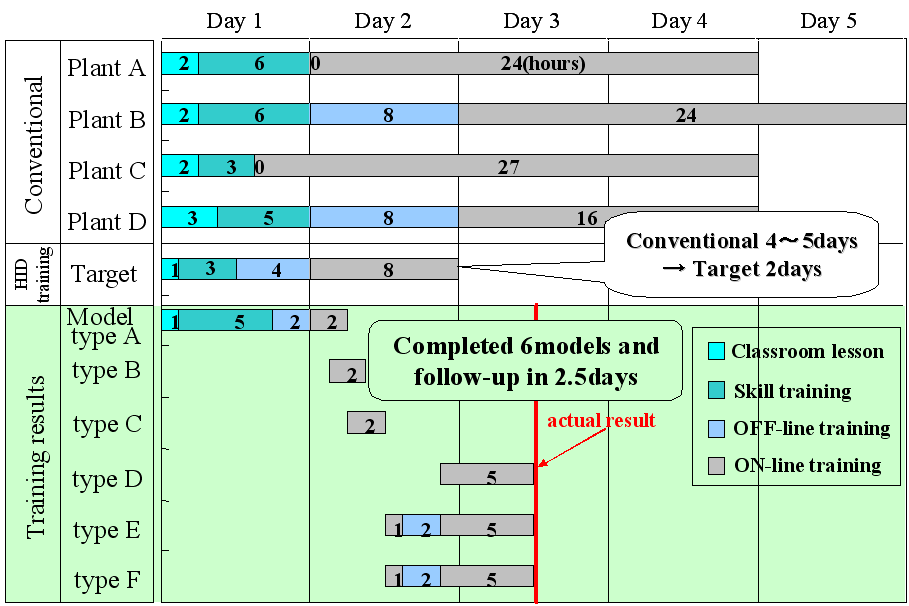 Day 1 Day 2 Day 3 Day 4 Day 5
Conventional
Plant A 2 6 0 24(hours)
Plant B 2 6 8 24
Plant C 2 3 0 27
Plant D 3 5 8 16
Conventional 4～5days
→ Target 2days
HID
training
Target 1 3 4 8
Training results
Model
type A 1 5 2 2
Completed 6models and
follow-up in 2.5days
type B 2
type C 2
actual result
type D 5
type E 1 2 5
type F 1 2 5
Classroom lesson
Skill training
OFF-line training
ON-line training